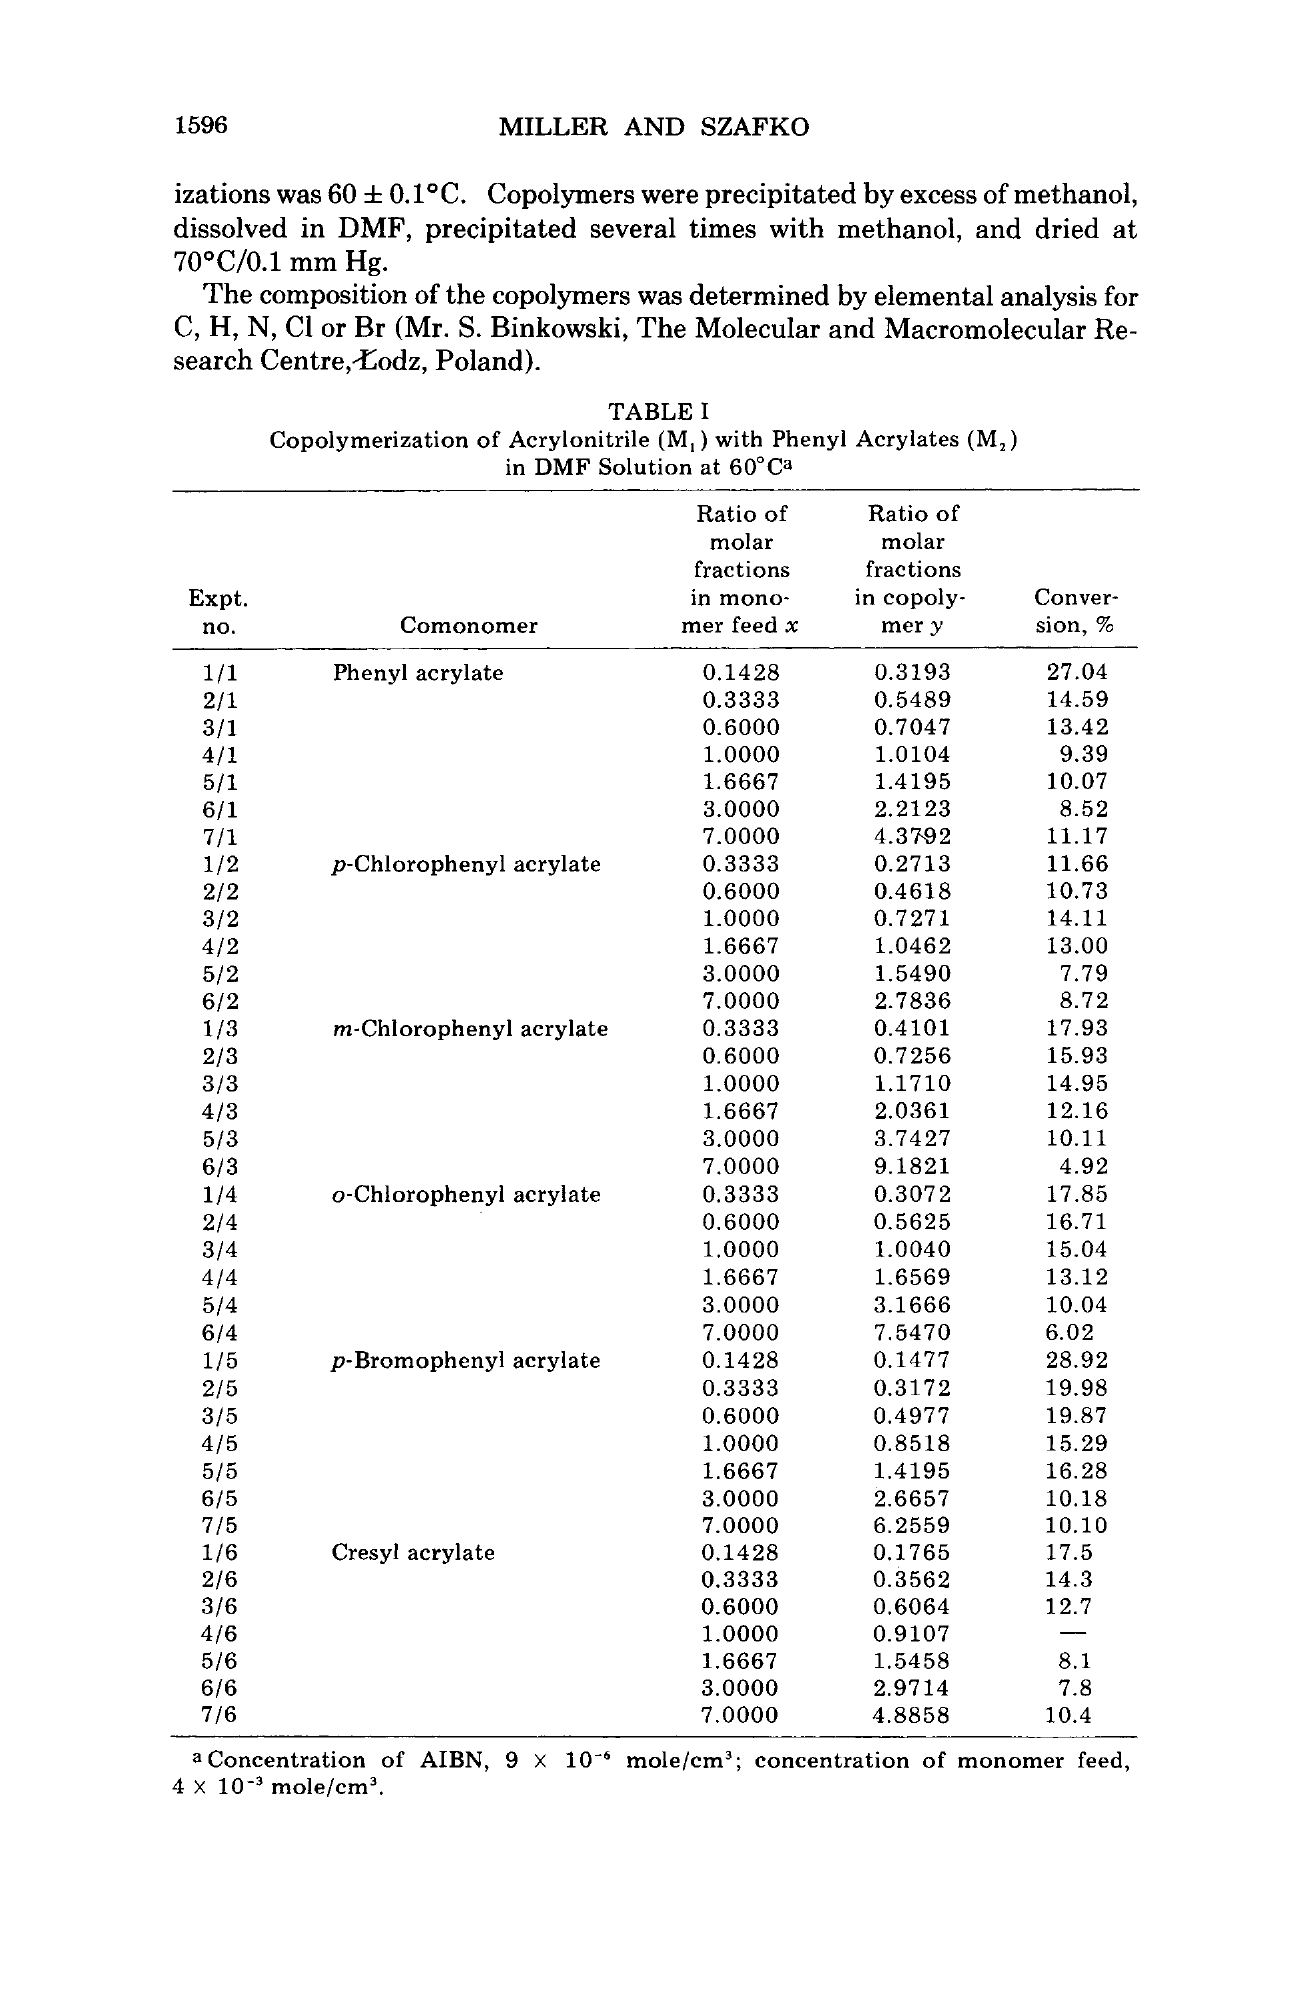 1596 MILLER AND SZAFKO
izations was 60 ± 0.1°C. Copolymers were precipitated by excess of methanol,
dissolved in DMF, precipitated several times with methanol, and dried at
70°C/0.1 mm Hg.
The composition of the copolymers was determined by elemental analysis for
C, H, N, Cl or Br (Mr. S. Binkowski, The Molecular and Macromolecular Re-
search Centre, Łodz, Poland).
TABLE I
Copolymerization of Acrylonitrile (M₁) with Phenyl Acrylates (M₂)
in DMF Solution at 60°Cᵃ
Ratio of Ratio of
molar molar
fractions fractions
Expt. in mono- in copoly- Conver-
no. Comonomer mer feed x mer y sion, %
1/1 Phenyl acrylate 0.1428 0.3193 27.04
2/1 0.3333 0.5489 14.59
3/1 0.6000 0.7047 13.42
4/1 1.0000 1.0104 9.39
5/1 1.6667 1.4195 10.07
6/1 3.0000 2.2123 8.52
7/1 7.0000 4.3792 11.17
1/2 p-Chlorophenyl acrylate 0.3333 0.2713 11.66
2/2 0.6000 0.4618 10.73
3/2 1.0000 0.7271 14.11
4/2 1.6667 1.0462 13.00
5/2 3.0000 1.5490 7.79
6/2 7.0000 2.7836 8.72
1/3 m-Chlorophenyl acrylate 0.3333 0.4101 17.93
2/3 0.6000 0.7256 15.93
3/3 1.0000 1.1710 14.95
4/3 1.6667 2.0361 12.16
5/3 3.0000 3.7427 10.11
6/3 7.0000 9.1821 4.92
1/4 o-Chlorophenyl acrylate 0.3333 0.3072 17.85
2/4 0.6000 0.5625 16.71
3/4 1.0000 1.0040 15.04
4/4 1.6667 1.6569 13.12
5/4 3.0000 3.1666 10.04
6/4 7.0000 7.5470 6.02
1/5 p-Bromophenyl acrylate 0.1428 0.1477 28.92
2/5 0.3333 0.3172 19.98
3/5 0.6000 0.4977 19.87
4/5 1.0000 0.8518 15.29
5/5 1.6667 1.4195 16.28
6/5 3.0000 2.6657 10.18
7/5 7.0000 6.2559 10.10
1/6 Cresyl acrylate 0.1428 0.1765 17.5
2/6 0.3333 0.3562 14.3
3/6 0.6000 0.6064 12.7
4/6 1.0000 0.9107 —
5/6 1.6667 1.5458 8.1
6/6 3.0000 2.9714 7.8
7/6 7.0000 4.8858 10.4
ᵃ Concentration of AIBN, 9 × 10⁻⁶ mole/cm³; concentration of monomer feed,
4 × 10⁻³ mole/cm³.